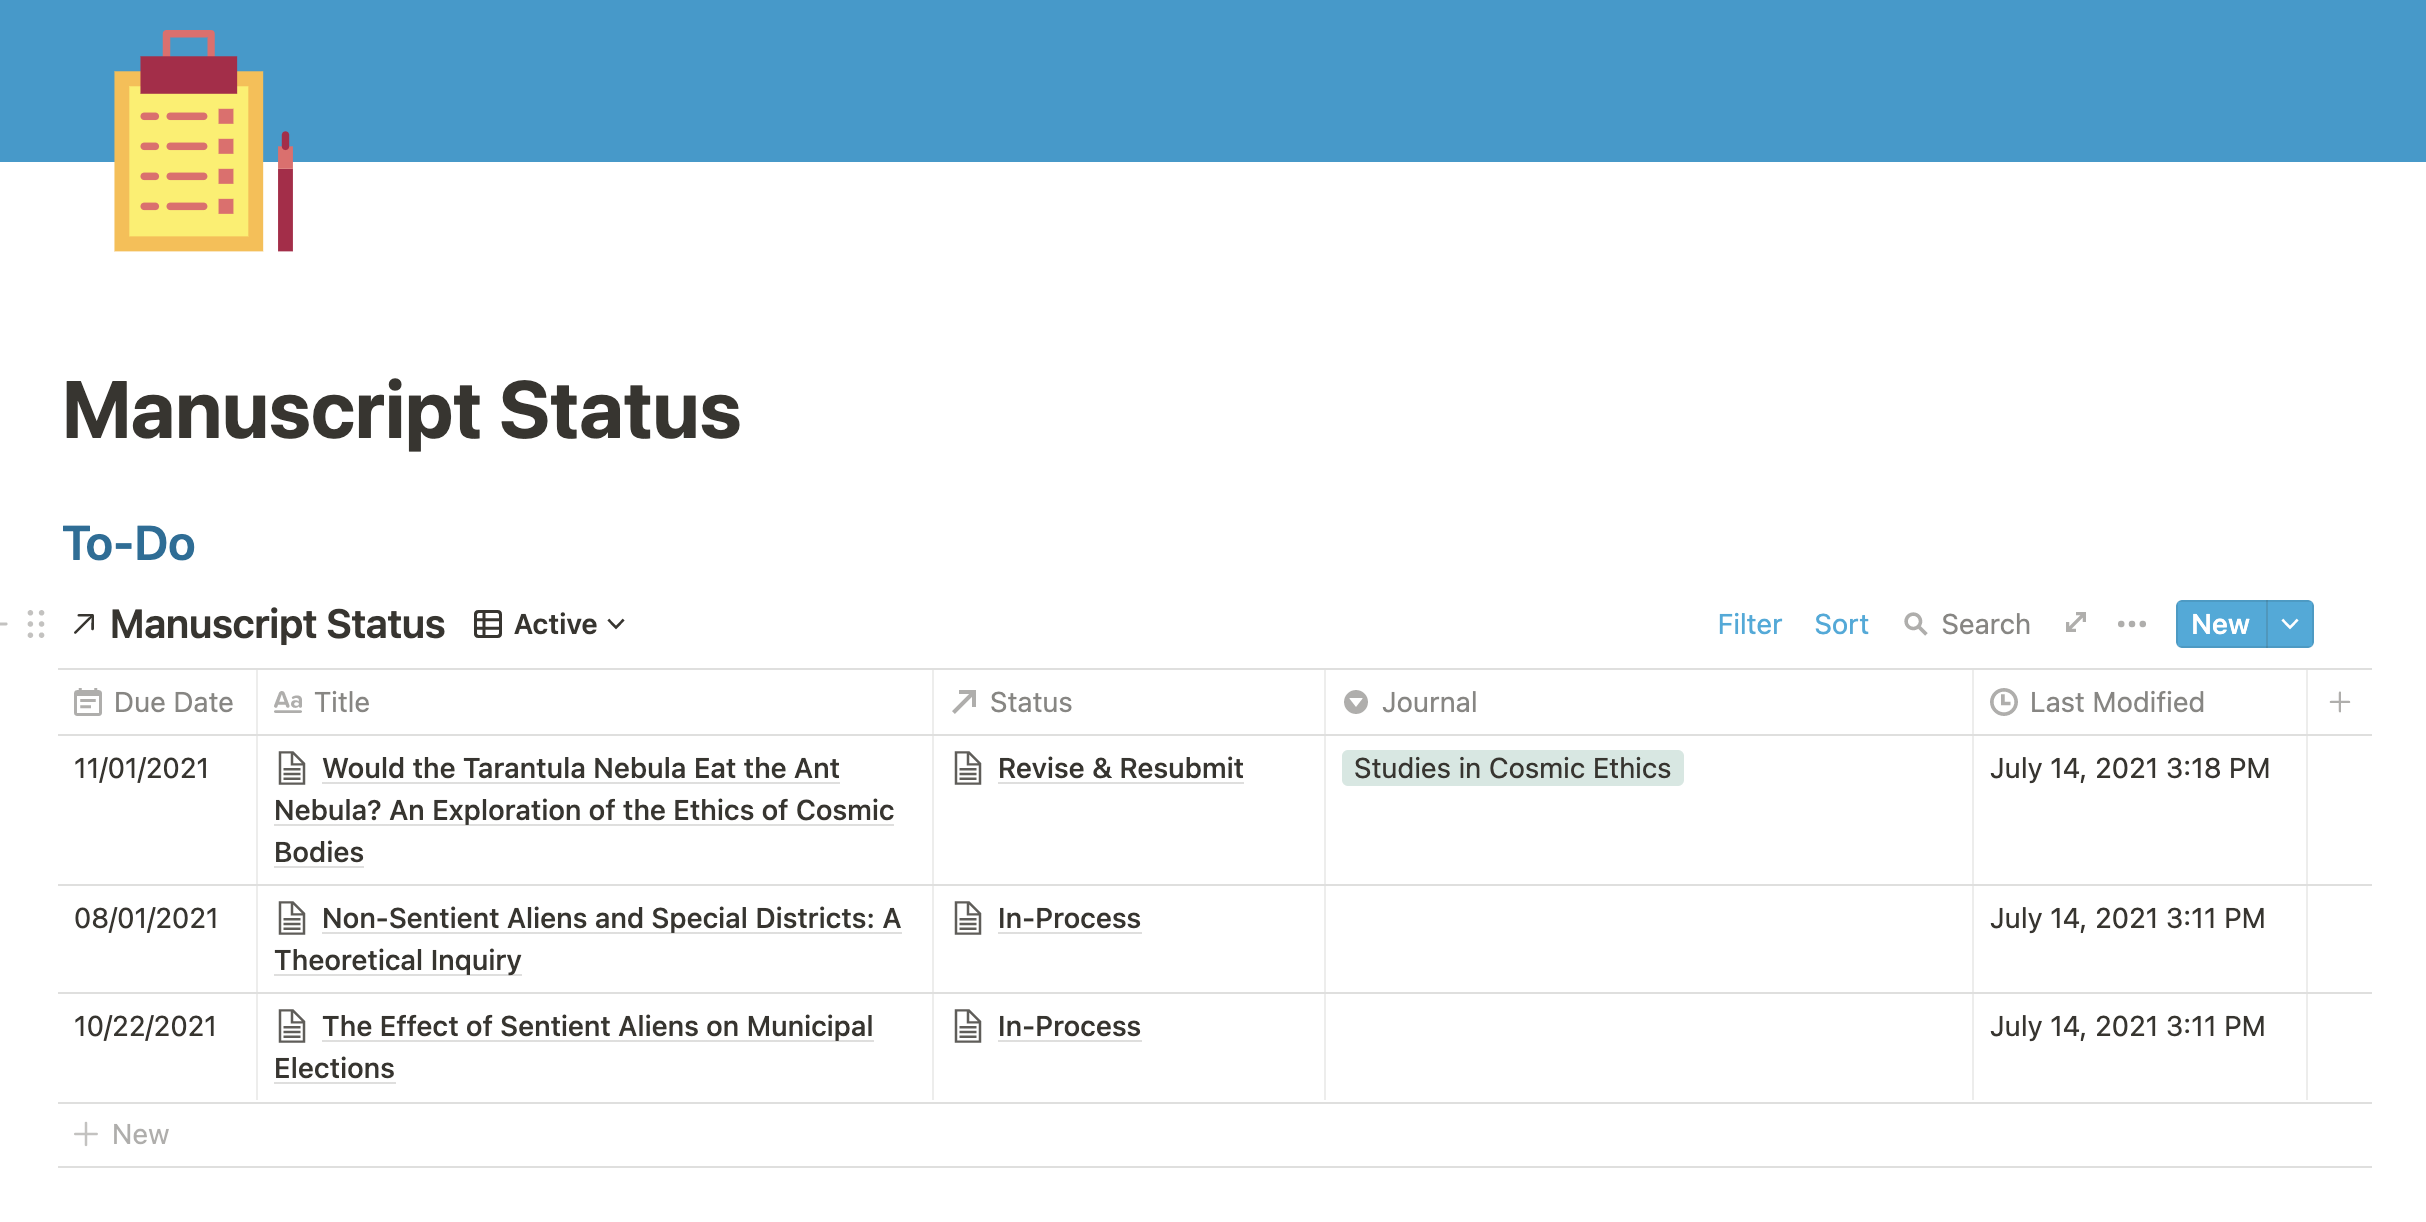 Manuscript Status
To-Do
Manuscript Status Active Filter Sort Search New
Due Date Aa Title Status Journal Last Modified
11/01/2021 Would the Tarantula Nebula Eat the Ant Revise & Resubmit Studies in Cosmic Ethics July 14, 2021 3:18 PM
Nebula? An Exploration of the Ethics of Cosmic
Bodies
08/01/2021 Non-Sentient Aliens and Special Districts: A In-Process July 14, 2021 3:11 PM
Theoretical Inquiry
10/22/2021 The Effect of Sentient Aliens on Municipal In-Process July 14, 2021 3:11 PM
Elections
New